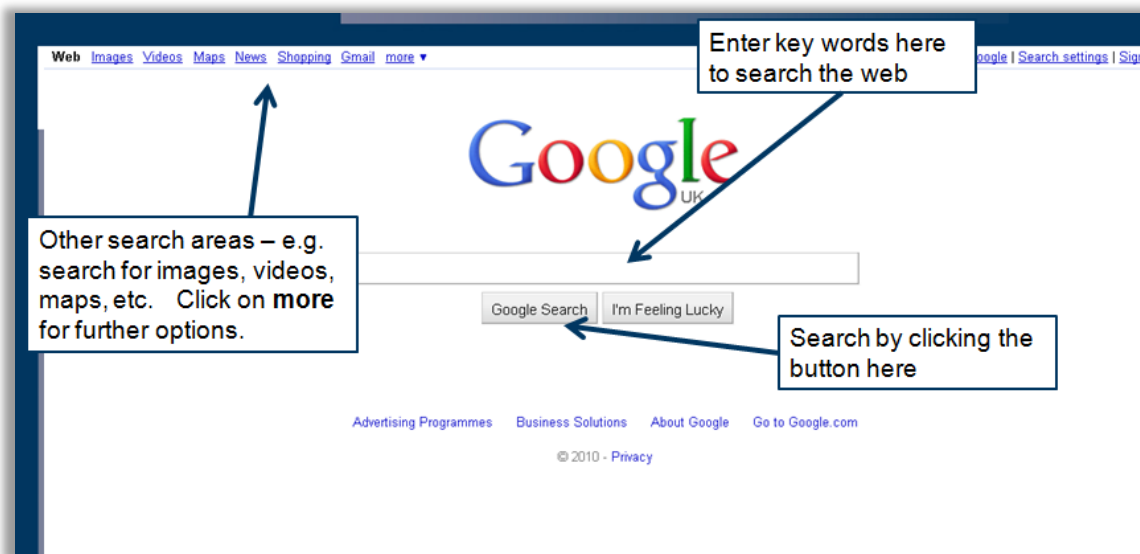 Web Images Videos Maps News Shopping Gmail more ▼
Search settings |
Enter key words here
to search the web
Google
UK
Other search areas – e.g.
search for images, videos,
maps, etc. Click on more
for further options.
Google Search I'm Feeling Lucky
Search by clicking the
button here
Advertising Programmes Business Solutions About Google Go to Google.com
© 2010 - Privacy